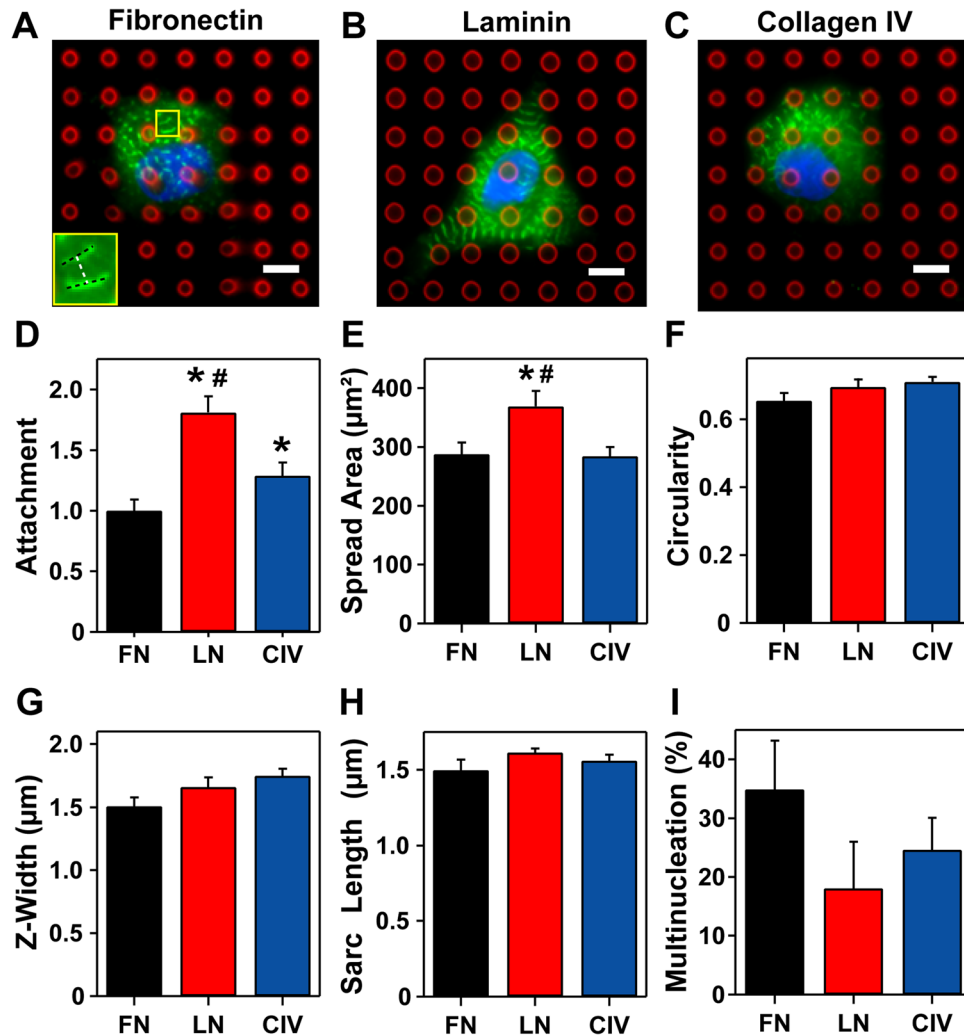 A Fibronectin
B Laminin
C Collagen IV
D
Attachment
2.0
1.5
1.0
0.5
0
* #
*
FN LN CIV
E
Spread Area (µm²)
400
300
200
100
0
* #
FN LN CIV
F
Circularity
0.6
0.4
0.2
0
FN LN CIV
G
Z-Width (µm)
2.0
1.5
1.0
0.5
0
FN LN CIV
H
Sarc Length (µm)
1.5
1.0
0.5
0
FN LN CIV
I
Multinucleation (%)
40
30
20
10
0
FN LN CIV